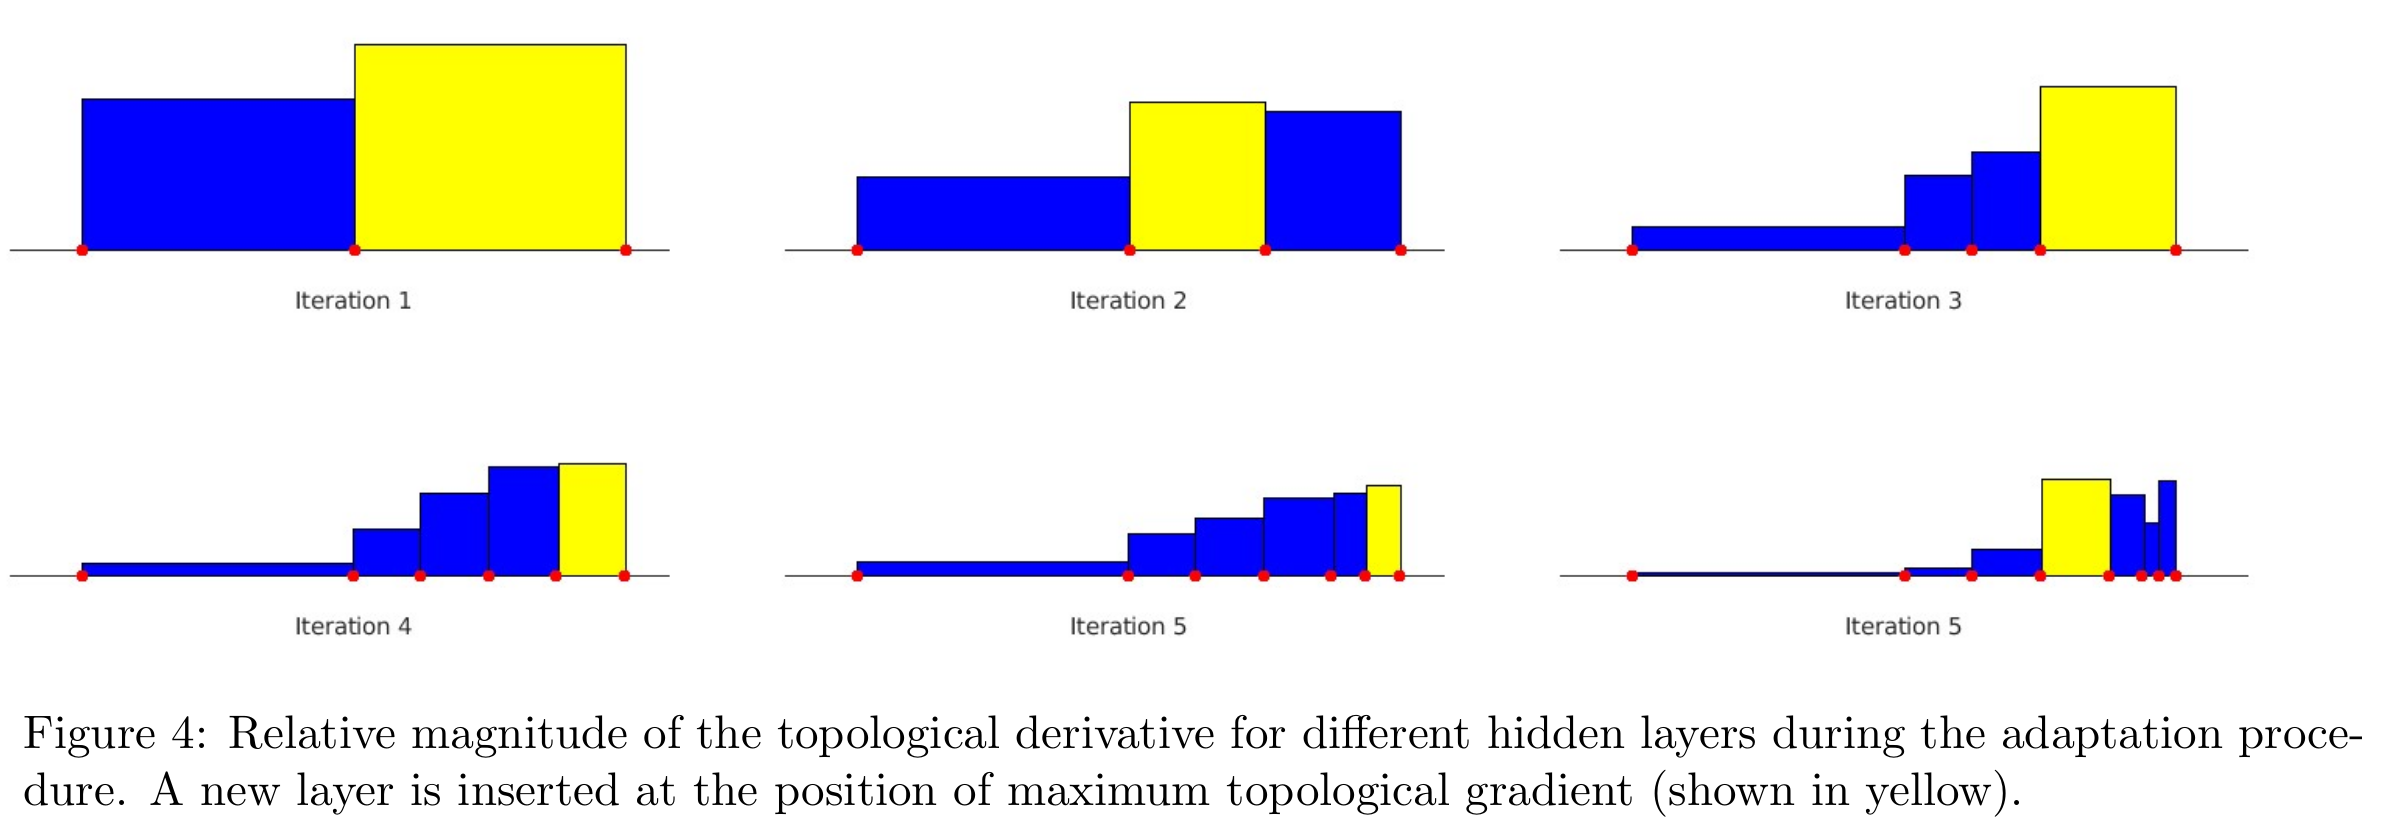 Iteration 1
Iteration 2
Iteration 3
Iteration 4
Iteration 5
Iteration 5
Figure 4: Relative magnitude of the topological derivative for different hidden layers during the adaptation proce-
dure. A new layer is inserted at the position of maximum topological gradient (shown in yellow).